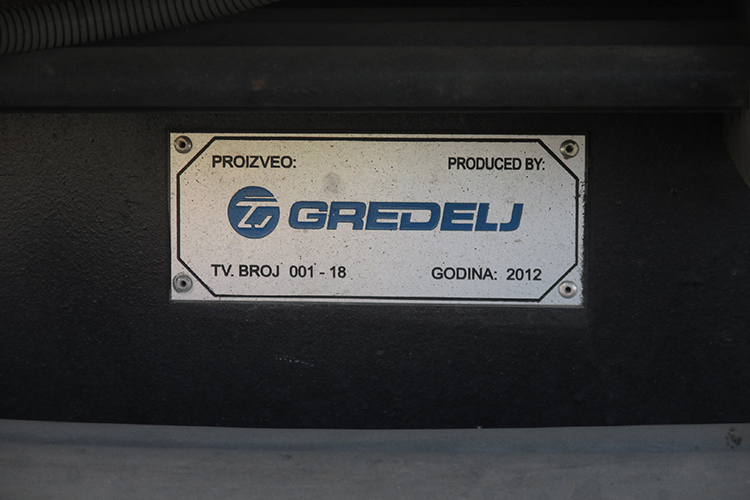 PROIZVEO: PRODUCED BY:
GREDELJ
TV. BROJ 001 - 18 GODINA: 2012